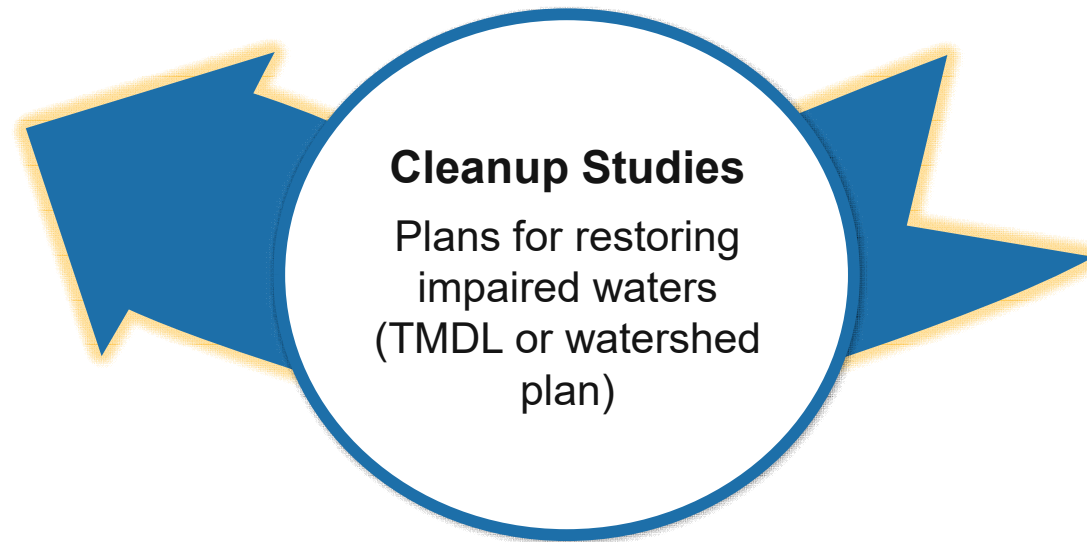 Cleanup Studies
Plans for restoring
impaired waters
(TMDL or watershed
plan)